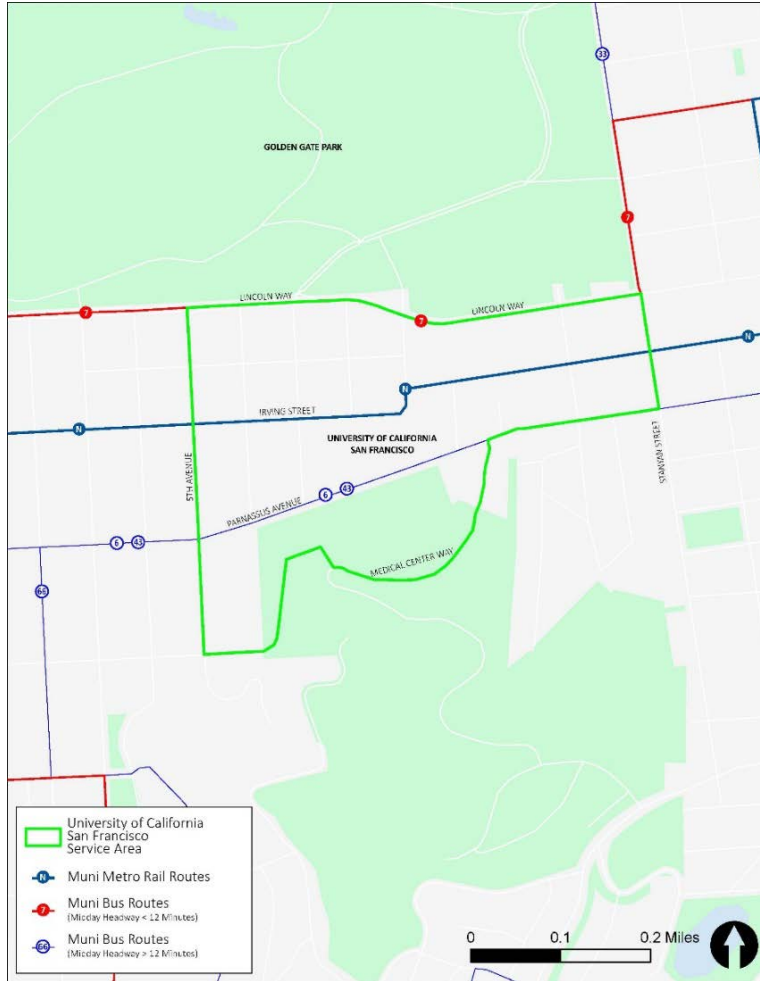 33
GOLDEN GATE PARK
7
LINCOLN WAY
LINCOLN WAY
7
7
N
N
IRVING STREET
N
UNIVERSITY OF CALIFORNIA
SAN FRANCISCO
STANYAN STREET
5TH AVENUE
6 43
PARNASSUS AVENUE
6 43
MEDICAL CENTER WAY
66
University of California
San Francisco
Service Area
N Muni Metro Rail Routes
7 Muni Bus Routes
(Midday Headway < 12 Minutes)
66 Muni Bus Routes
(Midday Headway > 12 Minutes)
0 0.1 0.2 Miles